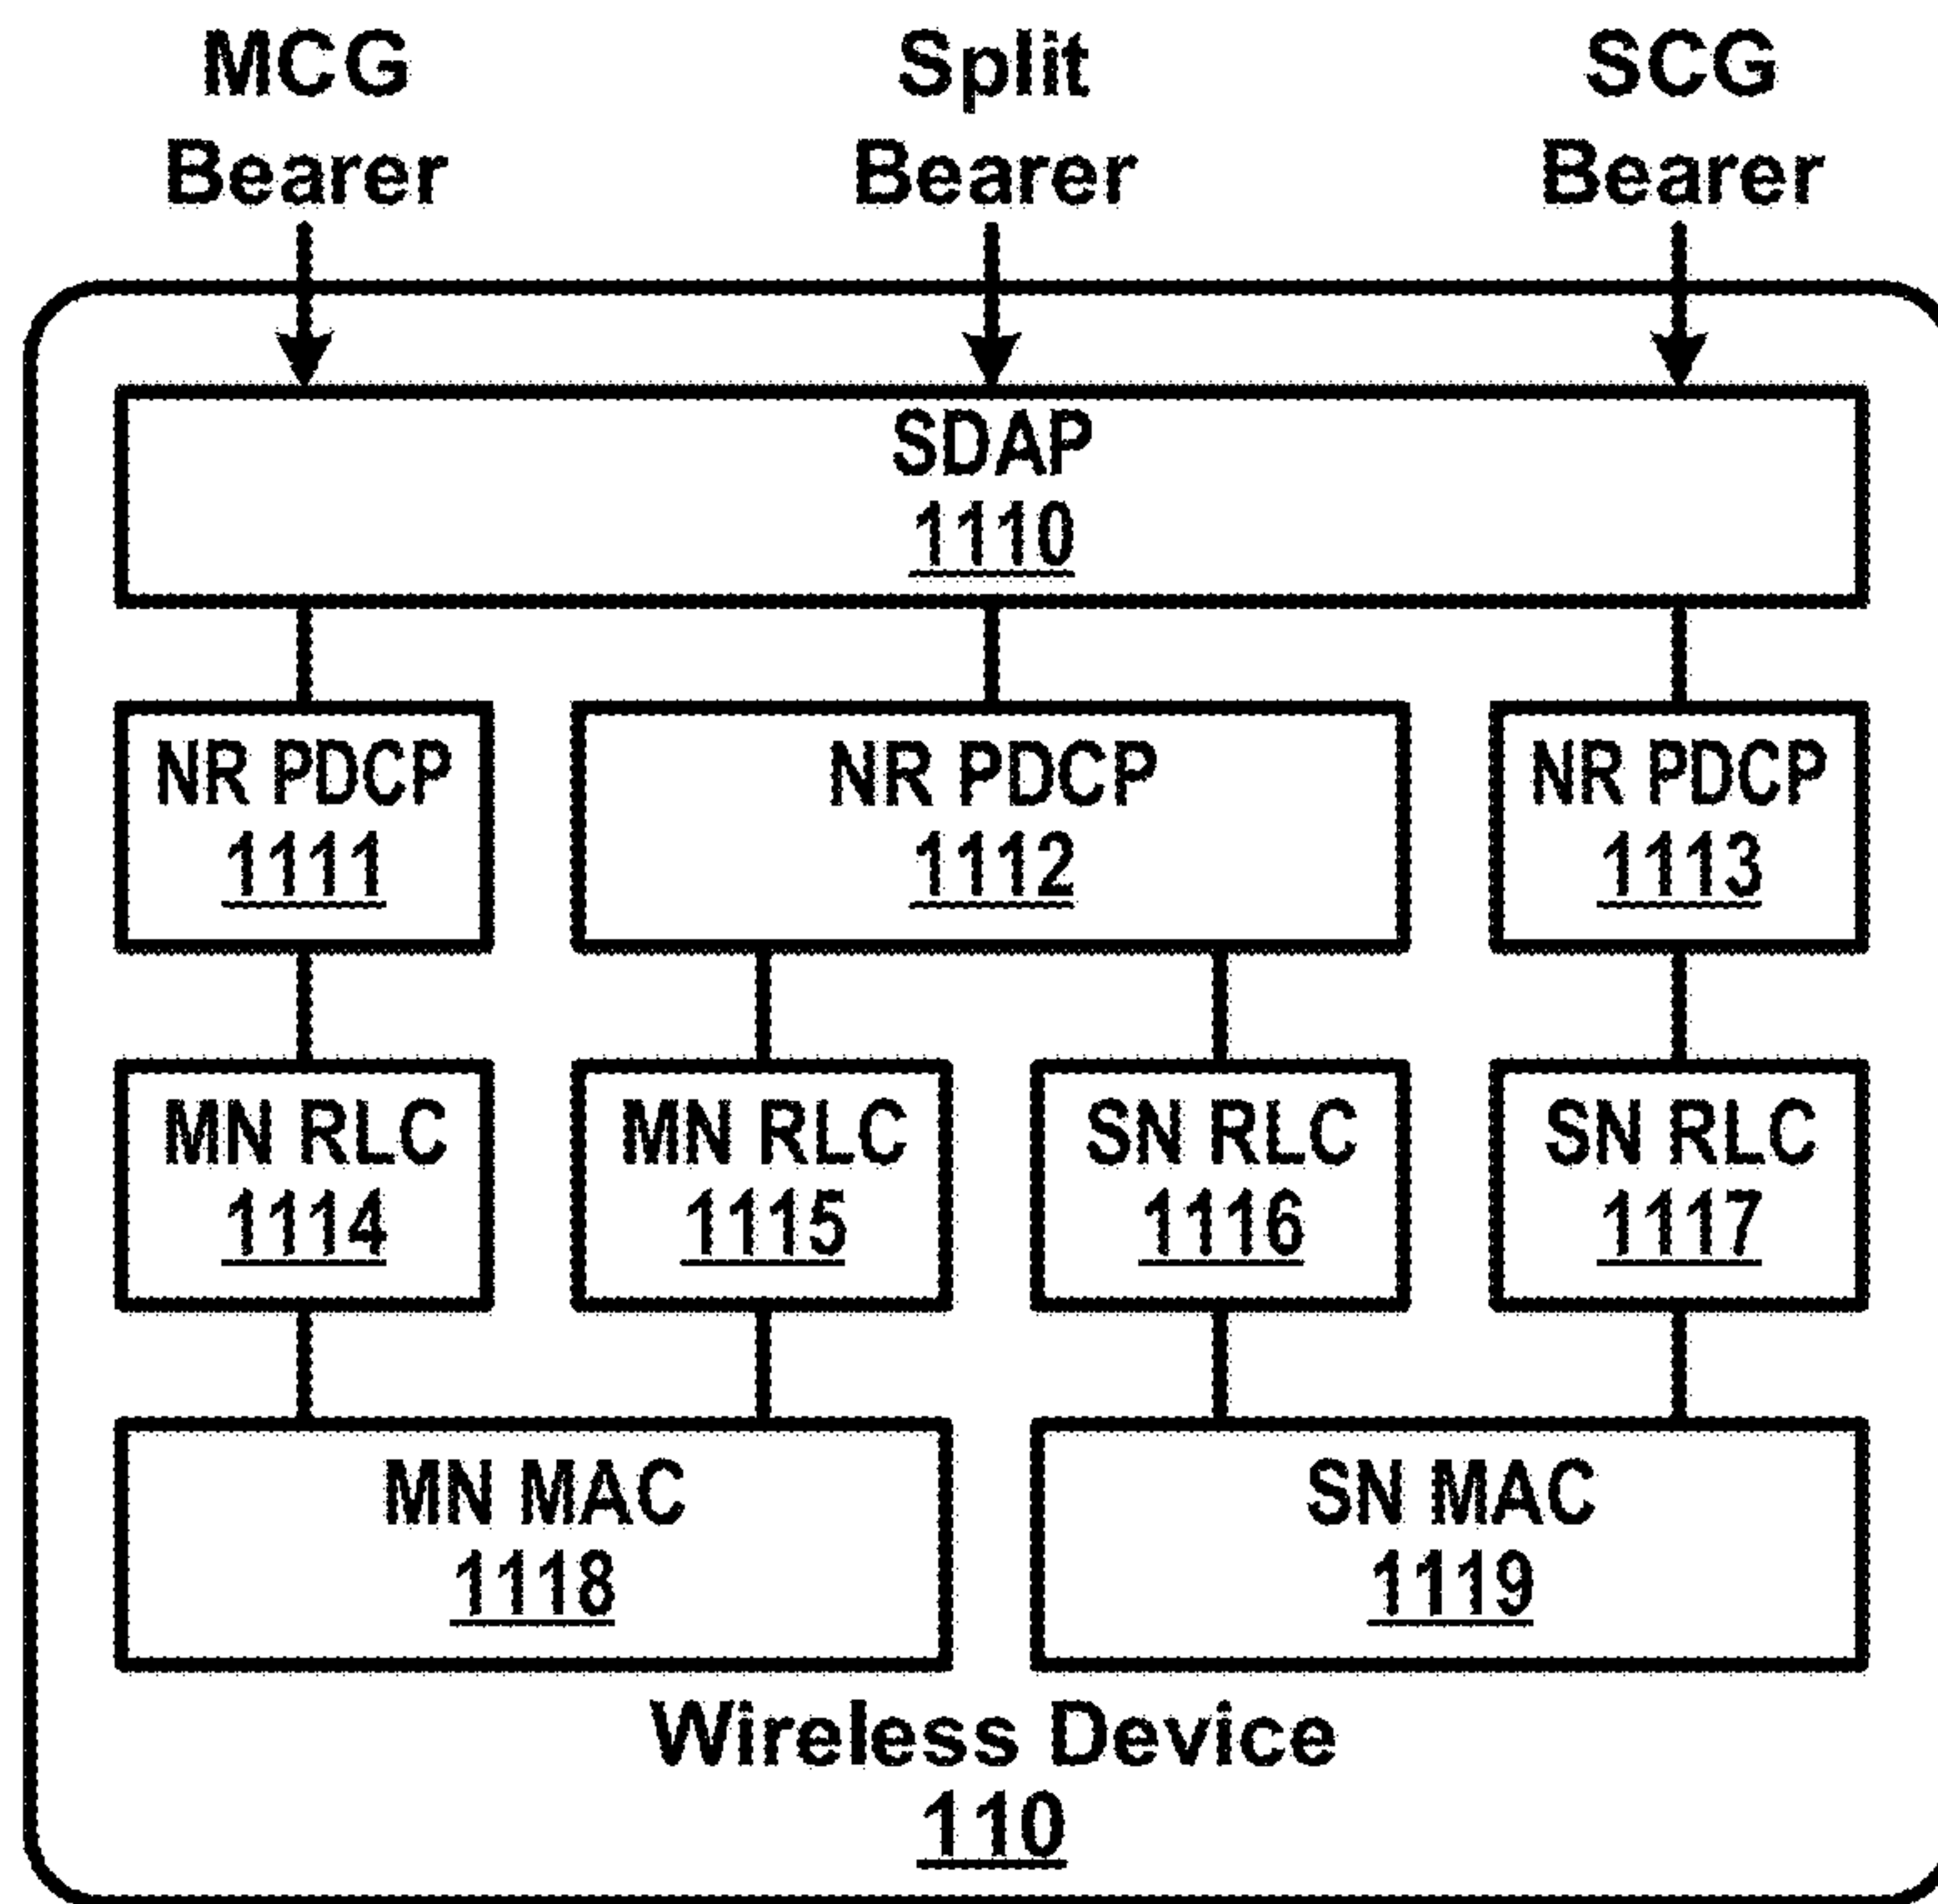 MCG
Bearer
Split
Bearer
SCG
Bearer
SDAP
1110
NR PDCP
1111
NR PDCP
1112
NR PDCP
1113
MN RLC
1114
MN RLC
1115
SN RLC
1116
SN RLC
1117
MN MAC
1118
SN MAC
1119
Wireless Device
110